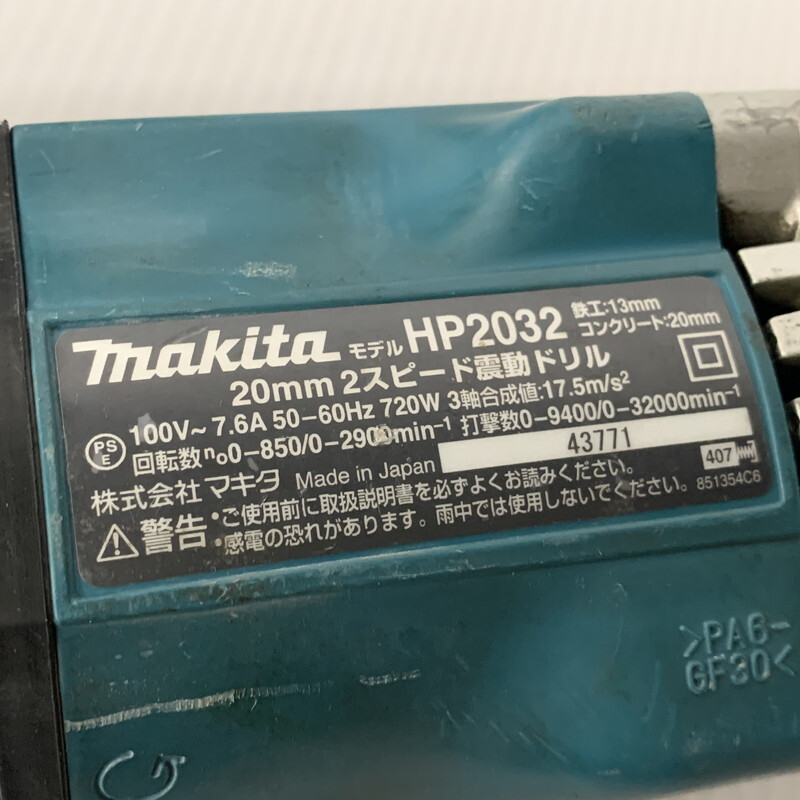 makita モデル HP2032 鉄工:13mm
コンクリート:20mm
20mm 2スピード震動ドリル
PS
E
100V~ 7.6A 50-60Hz 720W 3軸合成値:17.5m/s²
回転数 n₀0-850/0-2900min⁻¹ 打撃数0-9400/0-32000min⁻¹
43771
株式会社 マキタ Made in Japan
407
851354C6
警告 ・ご使用前に取扱説明書を必ずよくお読みください。
・感電の恐れがあります。雨中では使用しないでください。
>PA6-
GF30<